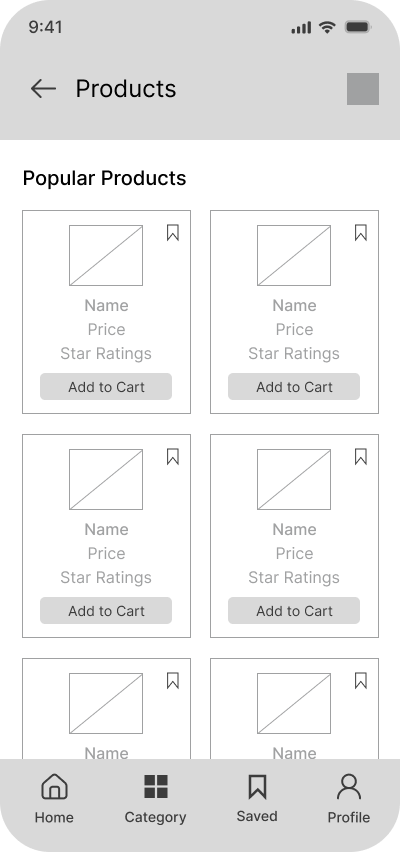 9:41
Products
Popular Products
Name
Price
Star Ratings
Add to Cart
Name
Price
Star Ratings
Add to Cart
Name
Price
Star Ratings
Add to Cart
Name
Price
Star Ratings
Add to Cart
Name
Name
Home
Category
Saved
Profile